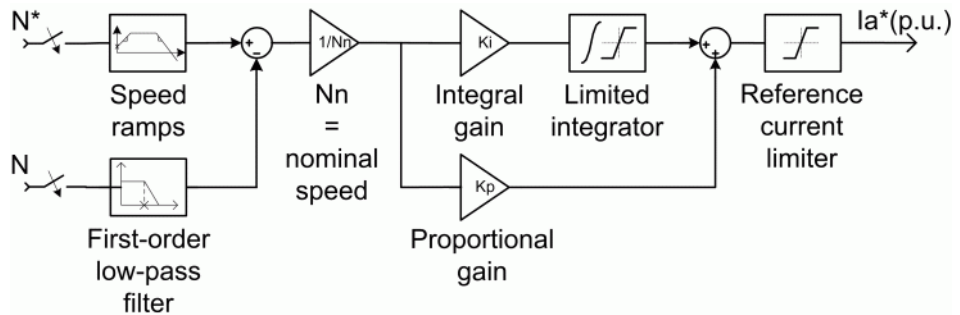 N*
Ia*(p.u.)
+
-
1/Nn
Ki
+
+
Speed
ramps
Nn
=
nominal
speed
Integral
gain
Limited
integrator
Reference
current
limiter
N
Kp
First-order
low-pass
filter
Proportional
gain